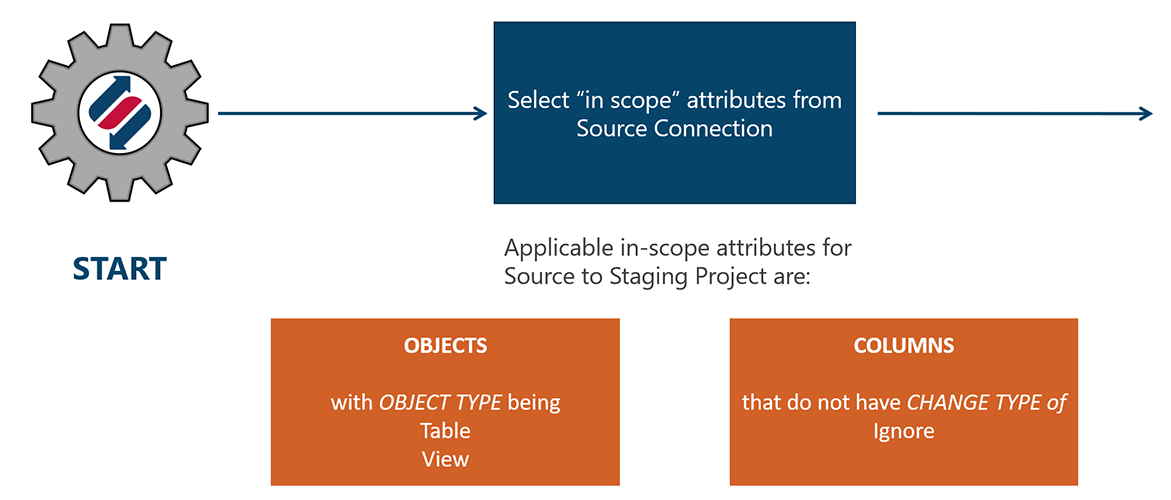 Select “in scope” attributes from
Source Connection
START
Applicable in-scope attributes for
Source to Staging Project are:
OBJECTS
with OBJECT TYPE being
Table
View
COLUMNS
that do not have CHANGE TYPE of
Ignore